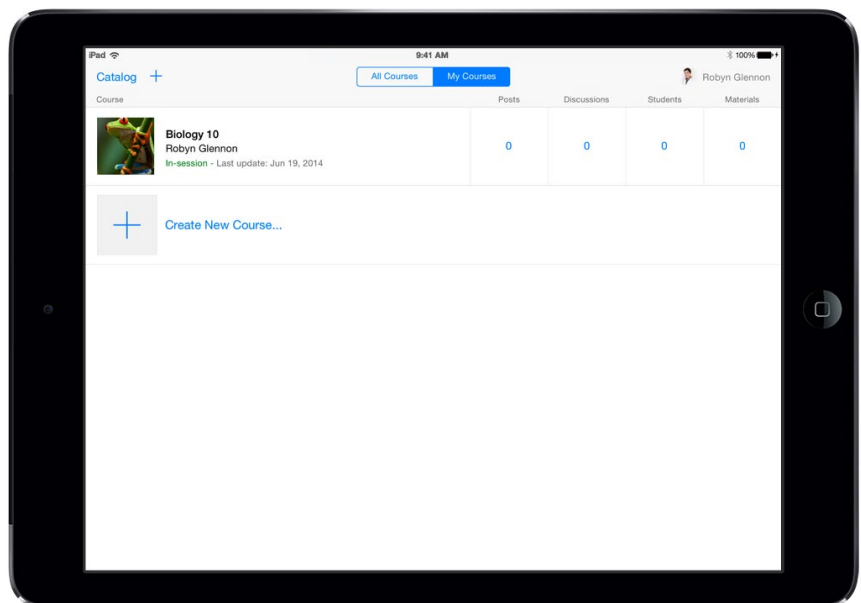 iPad 9:41 AM 100%
Catalog + All Courses My Courses Robyn Glennon
Course Posts Discussions Students Materials
Biology 10
Robyn Glennon
In-session - Last update: Jun 19, 2014
0 0 0 0
Create New Course...